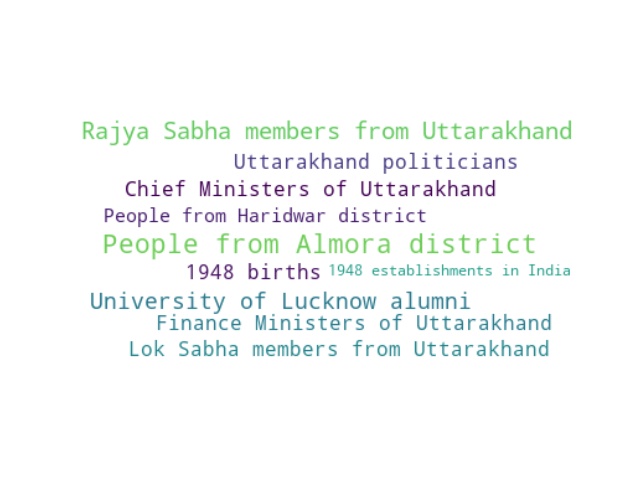 Rajya Sabha members from Uttarakhand
Uttarakhand politicians
Chief Ministers of Uttarakhand
People from Haridwar district
People from Almora district
1948 births 1948 establishments in India
University of Lucknow alumni
Finance Ministers of Uttarakhand
Lok Sabha members from Uttarakhand